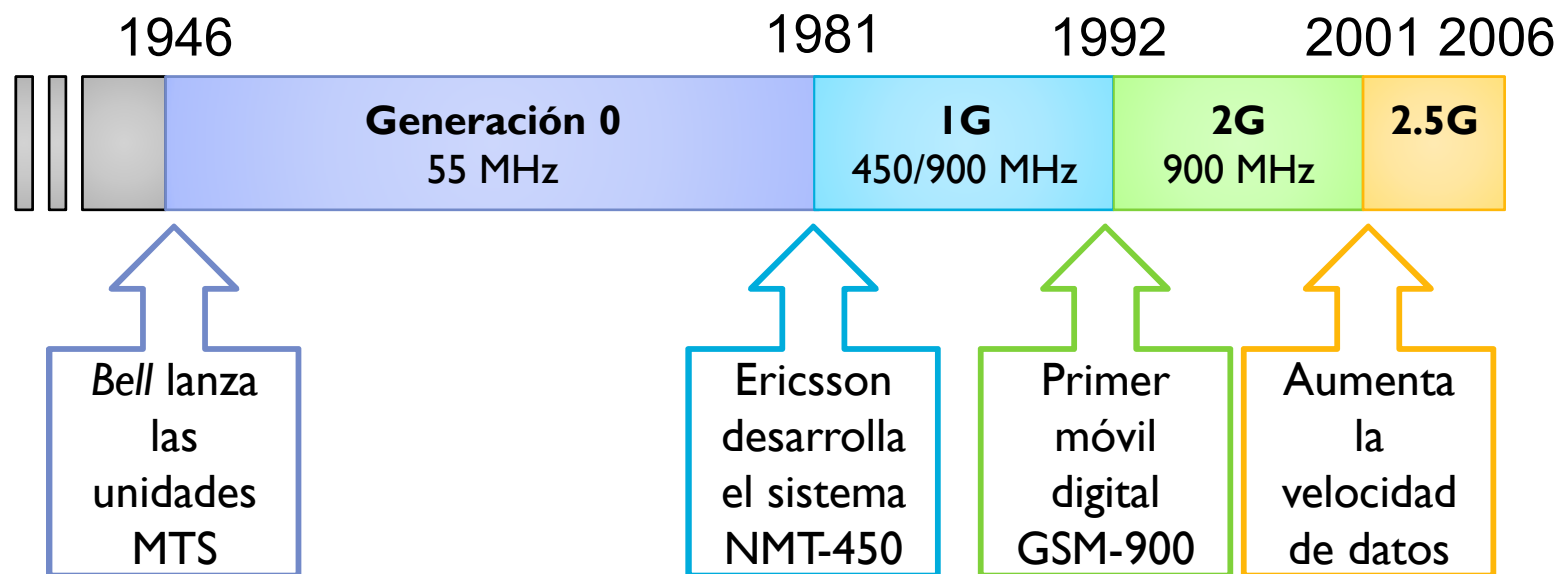 1946 1981 1992 2001 2006
Generación 0
55 MHz
1G
450/900 MHz
2G
900 MHz
2.5G
Bell lanza
las
unidades
MTS
Ericsson
desarrolla
el sistema
NMT-450
Primer
móvil
digital
GSM-900
Aumenta
la
velocidad
de datos